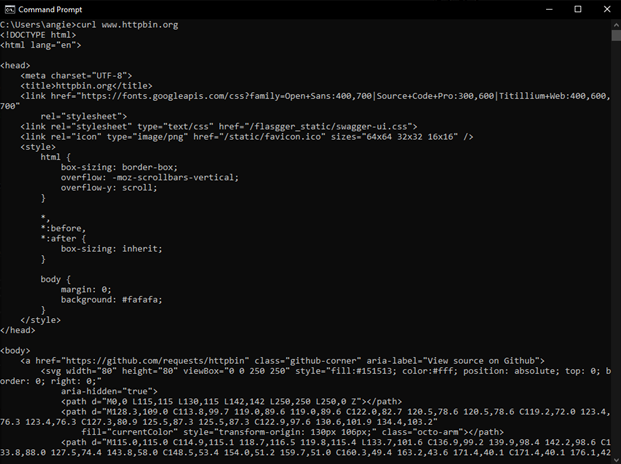 Command Prompt
C:\Users\angie>curl www.httpbin.org
<!DOCTYPE html>
<html lang="en">
<head>
<meta charset="UTF-8">
<title>httpbin.org</title>
<link href="https://fonts.googleapis.com/css?family=Open+Sans:400,700|Source+Code+Pro:300,600|Titillium+Web:400,600,
700"
rel="stylesheet">
<link rel="stylesheet" type="text/css" href="/flasgger_static/swagger-ui.css">
<link rel="icon" type="image/png" href="/static/favicon.ico" sizes="64x64 32x32 16x16" />
<style>
html {
box-sizing: border-box;
overflow: -moz-scrollbars-vertical;
overflow-y: scroll;
}
*,
*:before,
*:after {
box-sizing: inherit;
}
body {
margin: 0;
background: #fafafa;
}
</style>
</head>
<body>
<a href="https://github.com/requests/httpbin" class="github-corner" aria-label="View source on Github">
<svg width="80" height="80" viewBox="0 0 250 250" style="fill:#151513; color:#fff; position: absolute; top: 0; b
order: 0; right: 0;"
aria-hidden="true">
<path d="M0,0 L115,115 L130,115 L142,142 L250,250 L250,0 Z"></path>
<path d="M128.3,109.0 C113.8,99.7 119.0,89.6 119.0,89.6 C122.0,82.7 120.5,78.6 120.5,78.6 C119.2,72.0 123.4,
76.3 123.4,76.3 C127.3,80.9 125.5,87.3 125.5,87.3 C122.9,97.6 130.6,101.9 134.4,103.2"
fill="currentColor" style="transform-origin: 130px 106px;" class="octo-arm"></path>
<path d="M115.0,115.0 C114.9,115.1 118.7,116.5 119.8,115.4 L133.7,101.6 C136.9,99.2 139.9,98.4 142.2,98.6 C1
33.8,88.0 127.5,74.4 143.8,58.0 C148.5,53.4 154.0,51.2 159.7,51.0 C160.3,49.4 163.2,43.6 171.4,40.1 C171.4,40.1 176.1,42